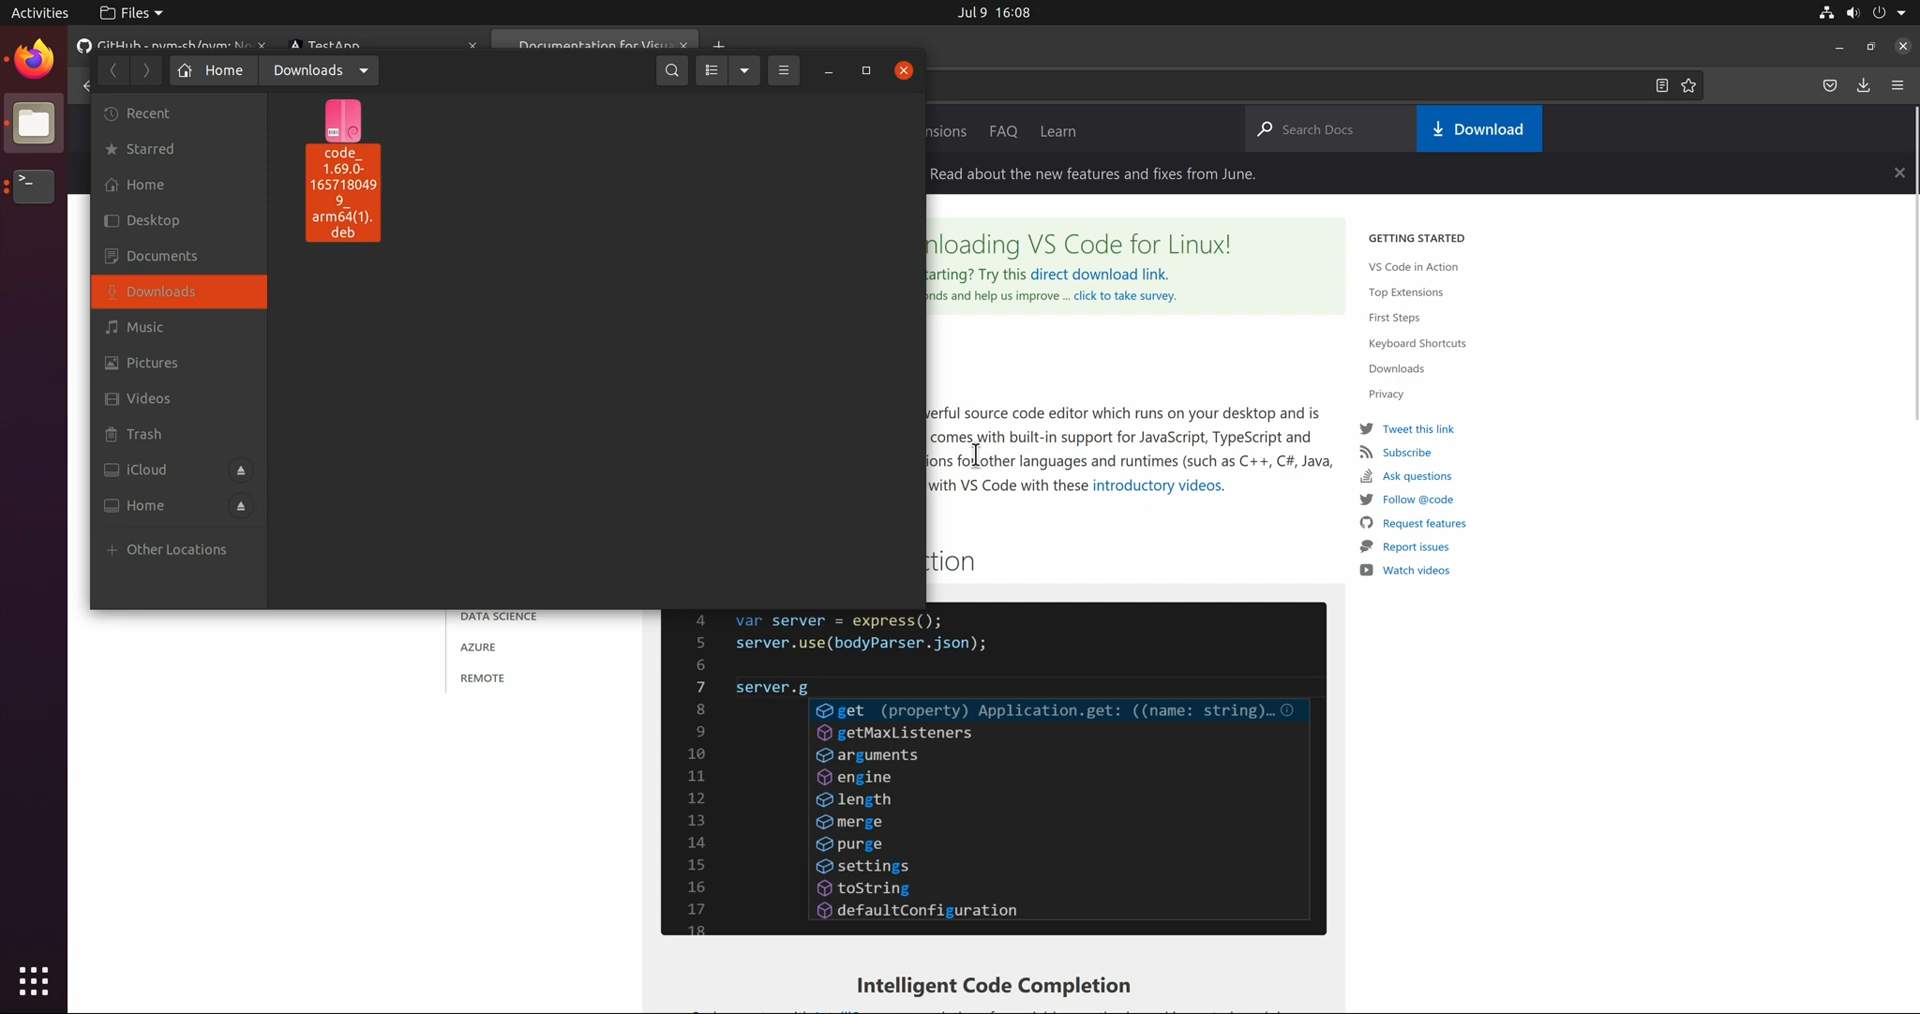 Activities
Files
Jul 9 16:08
TestApp
Documentation for Visua
Home
Downloads
Recent
Starred
Home
Desktop
Documents
Downloads
Music
Pictures
Videos
Trash
iCloud
Home
Other Locations
code_
1.69.0-
165718049
9_
arm64(1).
deb
nsions
FAQ
Learn
Search Docs
Download
Read about the new features and fixes from June.
nloading VS Code for Linux!
tarting? Try this direct download link.
onds and help us improve ... click to take survey.
werful source code editor which runs on your desktop and is
comes with built-in support for JavaScript, TypeScript and
ions for other languages and runtimes (such as C++, C#, Java,
with VS Code with these introductory videos.
ction
GETTING STARTED
VS Code in Action
Top Extensions
First Steps
Keyboard Shortcuts
Downloads
Privacy
Tweet this link
Subscribe
Ask questions
Follow @code
Request features
Report issues
Watch videos
DATA SCIENCE
AZURE
REMOTE
4 var server = express();
5 server.use(bodyParser.json);
6
7 server.g
8 get (property) Application.get: ((name: string)…
9 getMaxListeners
10 arguments
11 engine
12 length
13 merge
14 purge
15 settings
16 toString
17 defaultConfiguration
18
Intelligent Code Completion